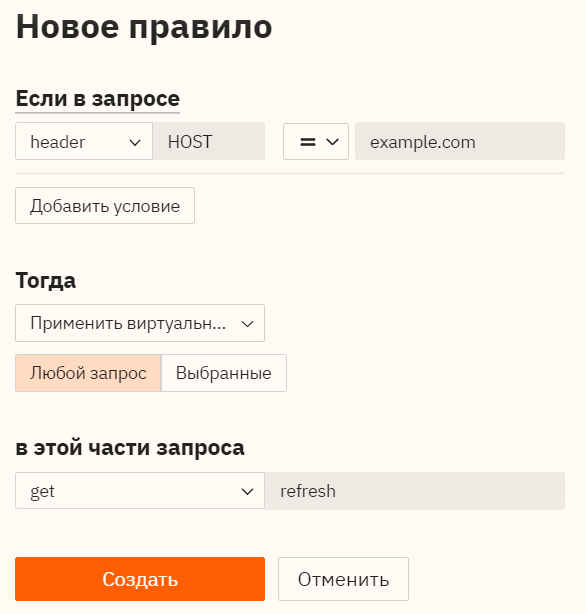 Новое правило
Если в запросе
header HOST = example.com
Добавить условие
Тогда
Применить виртуальн...
Любой запрос Выбранные
в этой части запроса
get refresh
Создать Отменить